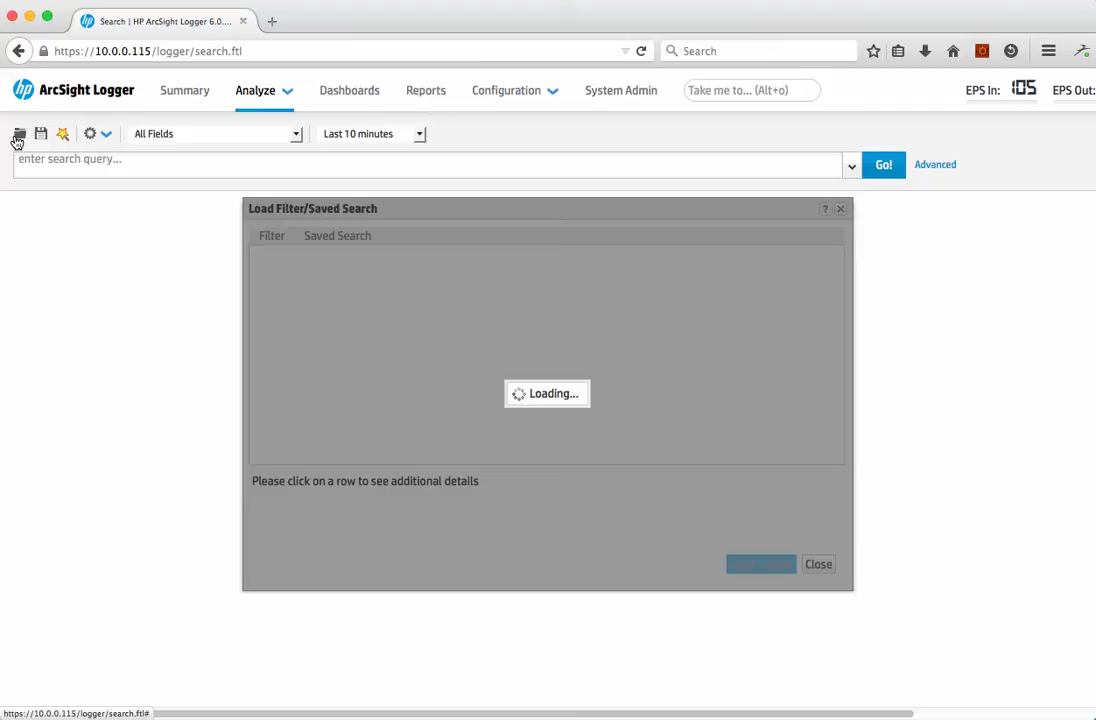 Search | HP ArcSight Logger 6.0....
https://10.0.0.115/logger/search.ftl
Search
hp ArcSight Logger Summary Analyze Dashboards Reports Configuration System Admin Take me to... (Alt+o) EPS In: 105 EPS Out:
All Fields Last 10 minutes
enter search query...
Go! Advanced
Load Filter/Saved Search ?
Filter Saved Search
Loading...
Please click on a row to see additional details
Close
https://10.0.0.115/logger/search.ftl#